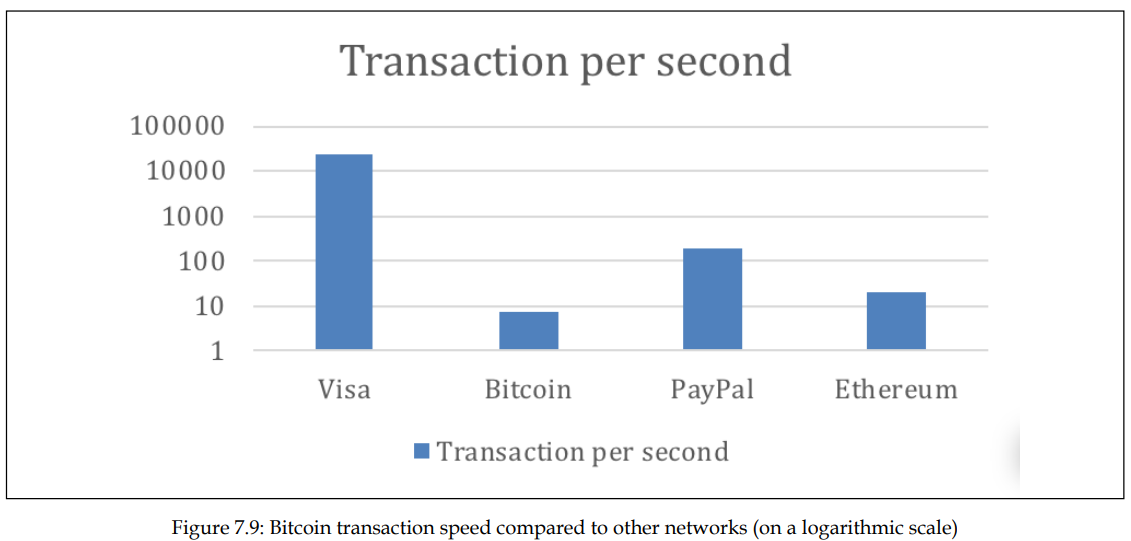 Transaction per second
100000
10000
1000
100
10
1
Visa Bitcoin PayPal Ethereum
Transaction per second
Figure 7.9: Bitcoin transaction speed compared to other networks (on a logarithmic scale)